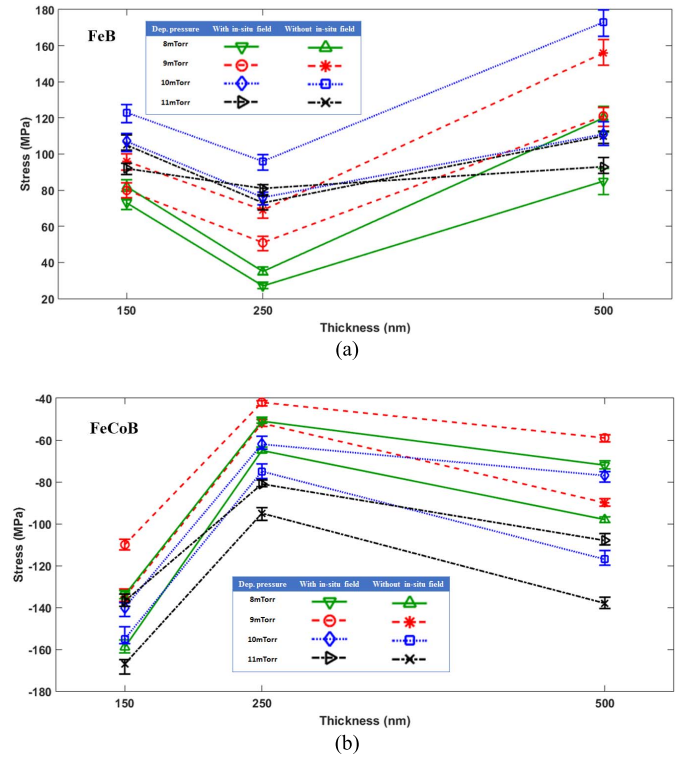 180
160
140
120
100
80
60
40
20
Stress (MPa)
FeB
Dep. pressure With in-situ field Without in-situ field
8mTorr
9mTorr
10mTorr
11mTorr
150 250 500
Thickness (nm)
(a)
-40
-60
-80
-100
-120
-140
-160
-180
Stress (MPa)
FeCoB
Dep. pressure With in-situ field Without in-situ field
8mTorr
9mTorr
10mTorr
11mTorr
150 250 500
Thickness (nm)
(b)